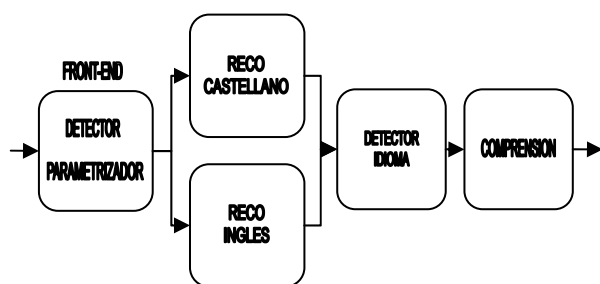 FRONT-END
DETECTOR
PARAMETRIZADOR
RECO
CASTELLANO
RECO
INGLES
DETECTOR
IDIOMA
COMPRENSION